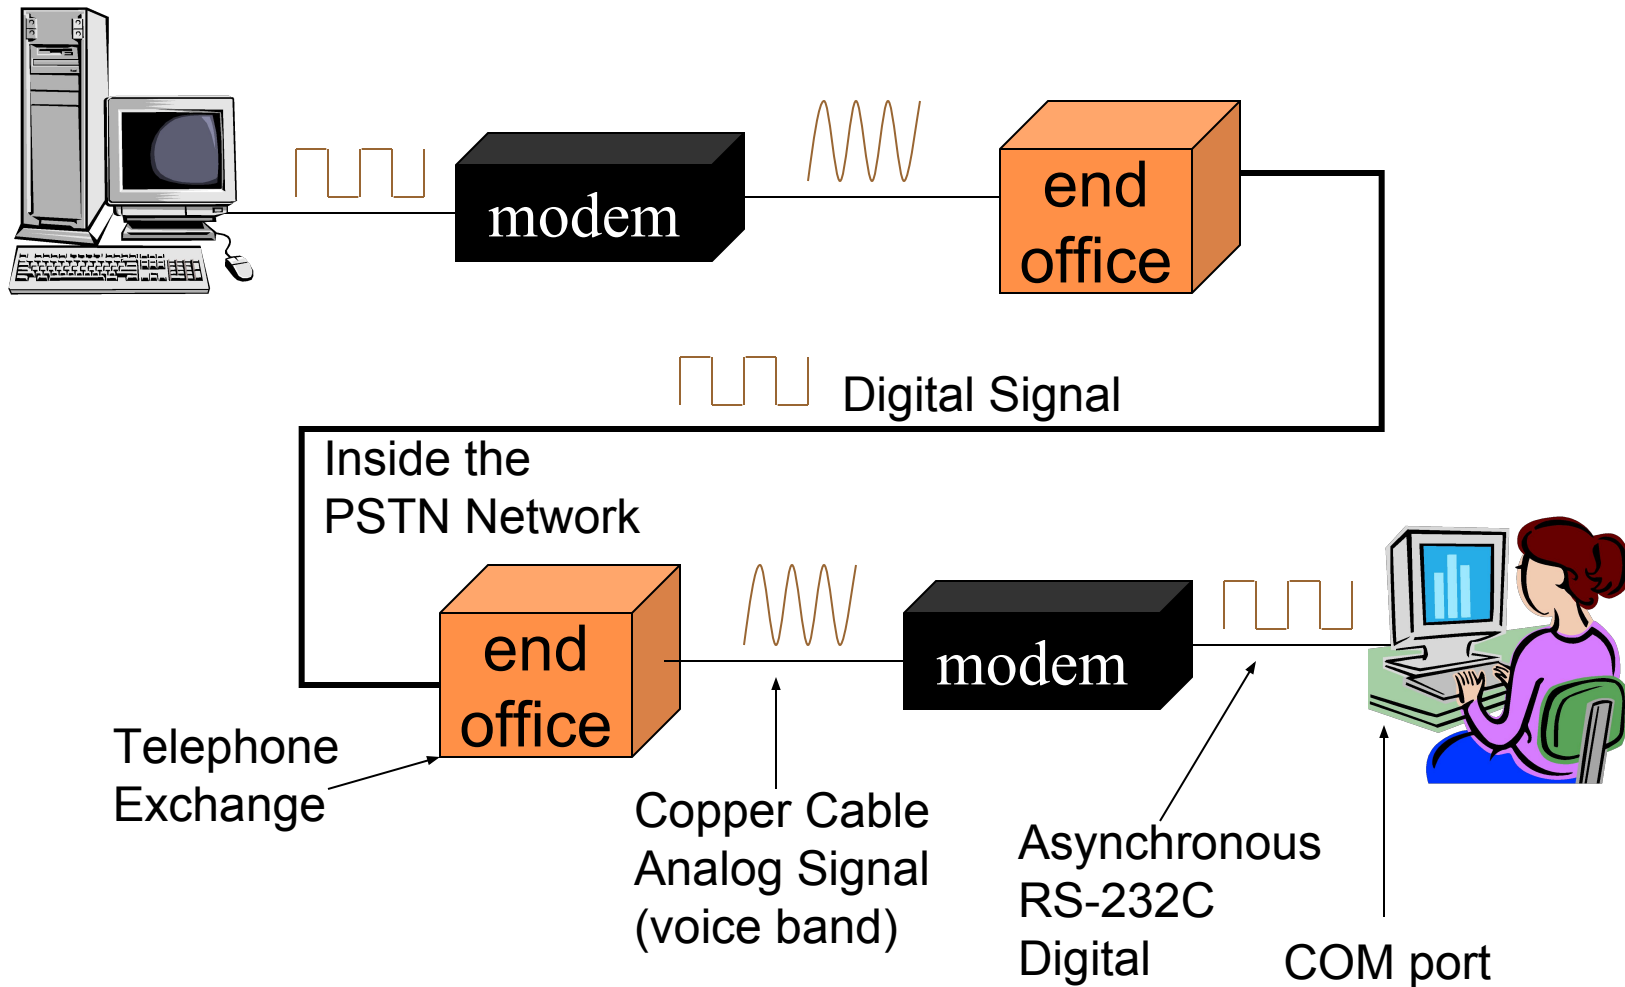 modem
end
office
Digital Signal
Inside the
PSTN Network
end
office
modem
Telephone
Exchange
Copper Cable
Analog Signal
(voice band)
Asynchronous
RS-232C
Digital
COM port